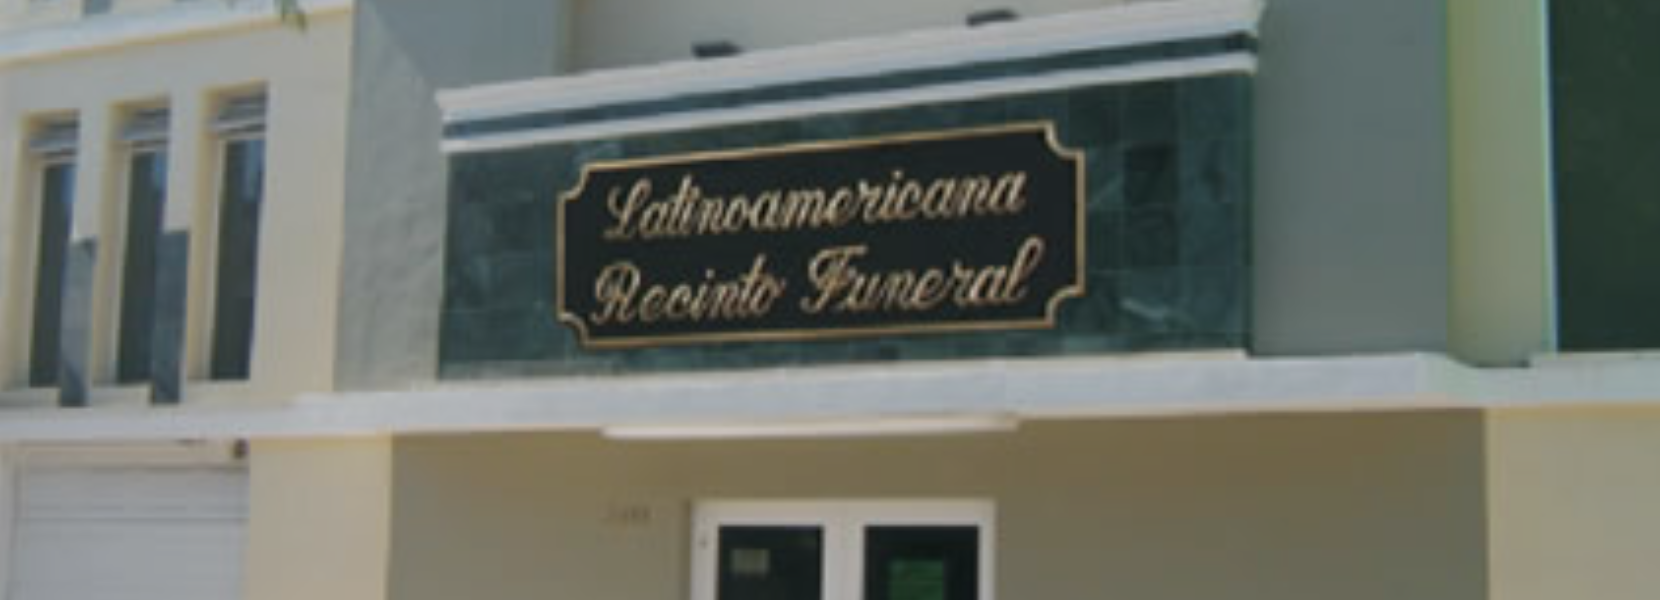 Latinoamericana
Recinto Funeral